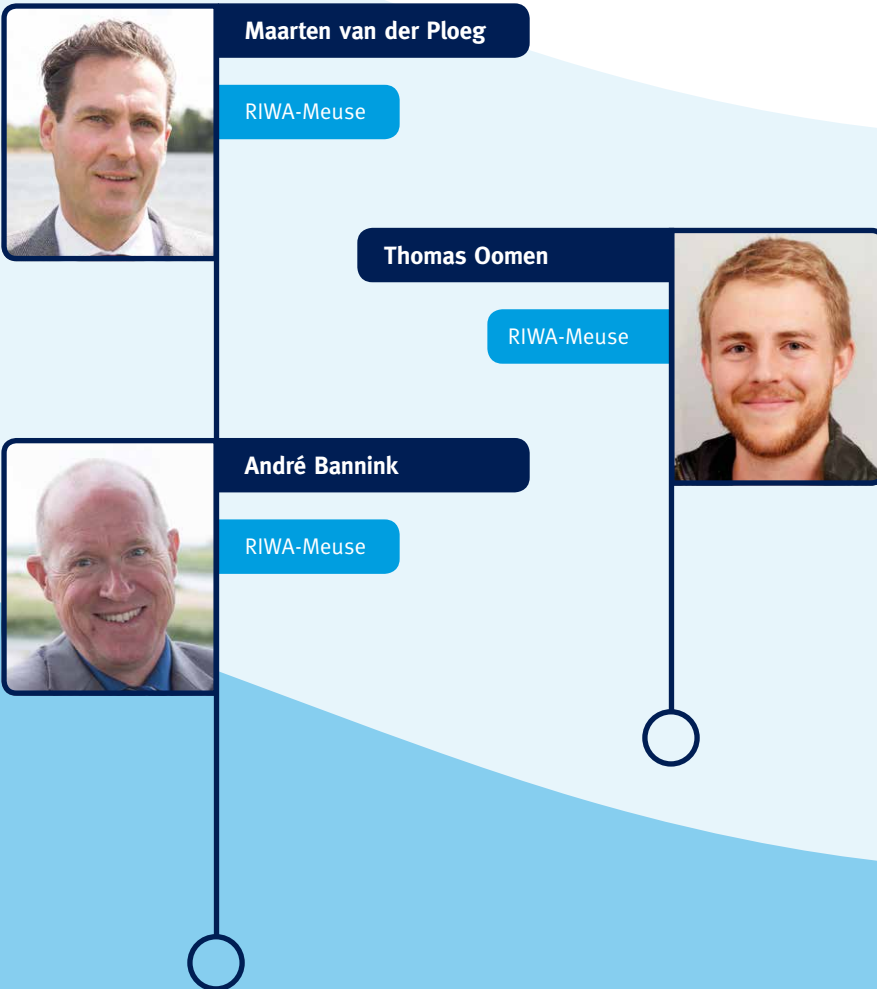 Maarten van der Ploeg
RIWA-Meuse
Thomas Oomen
RIWA-Meuse
André Bannink
RIWA-Meuse